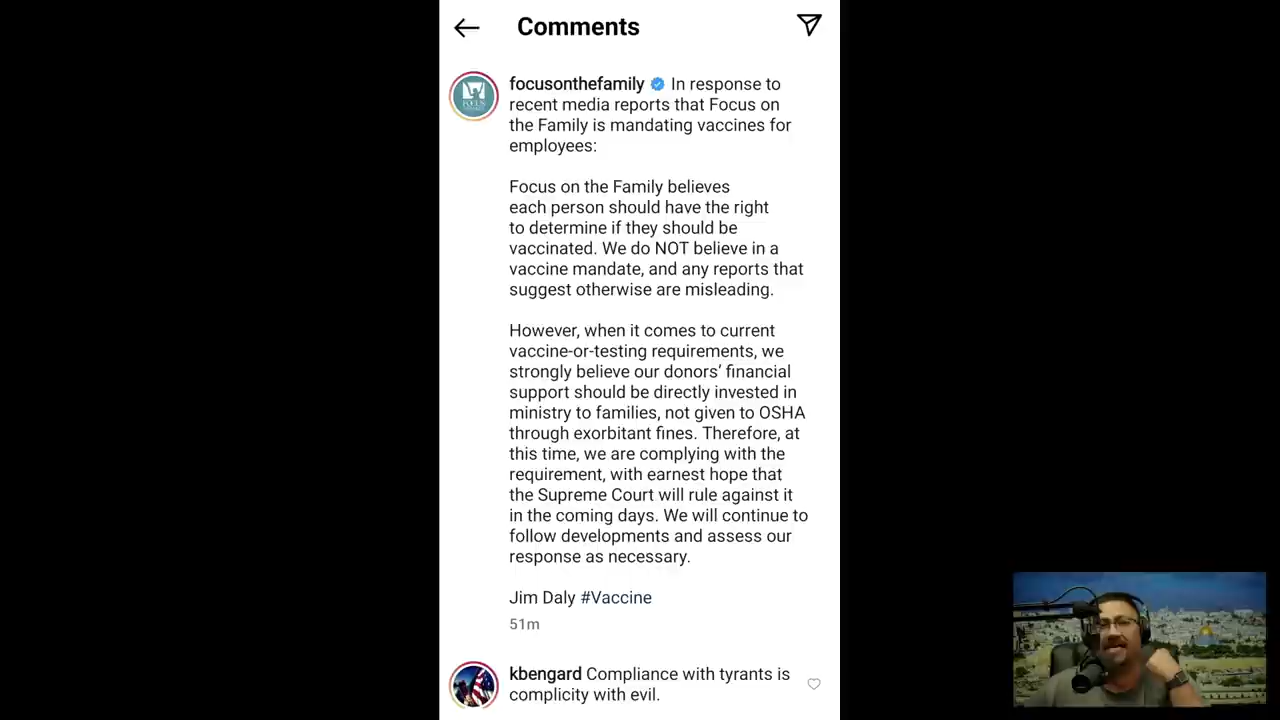 Comments
focusonthefamily In response to
recent media reports that Focus on
the Family is mandating vaccines for
employees:
Focus on the Family believes
each person should have the right
to determine if they should be
vaccinated. We do NOT believe in a
vaccine mandate, and any reports that
suggest otherwise are misleading.
However, when it comes to current
vaccine-or-testing requirements, we
strongly believe our donors’ financial
support should be directly invested in
ministry to families, not given to OSHA
through exorbitant fines. Therefore, at
this time, we are complying with the
requirement, with earnest hope that
the Supreme Court will rule against it
in the coming days. We will continue to
follow developments and assess our
response as necessary.
Jim Daly #Vaccine
51m
kbengard Compliance with tyrants is
complicity with evil.